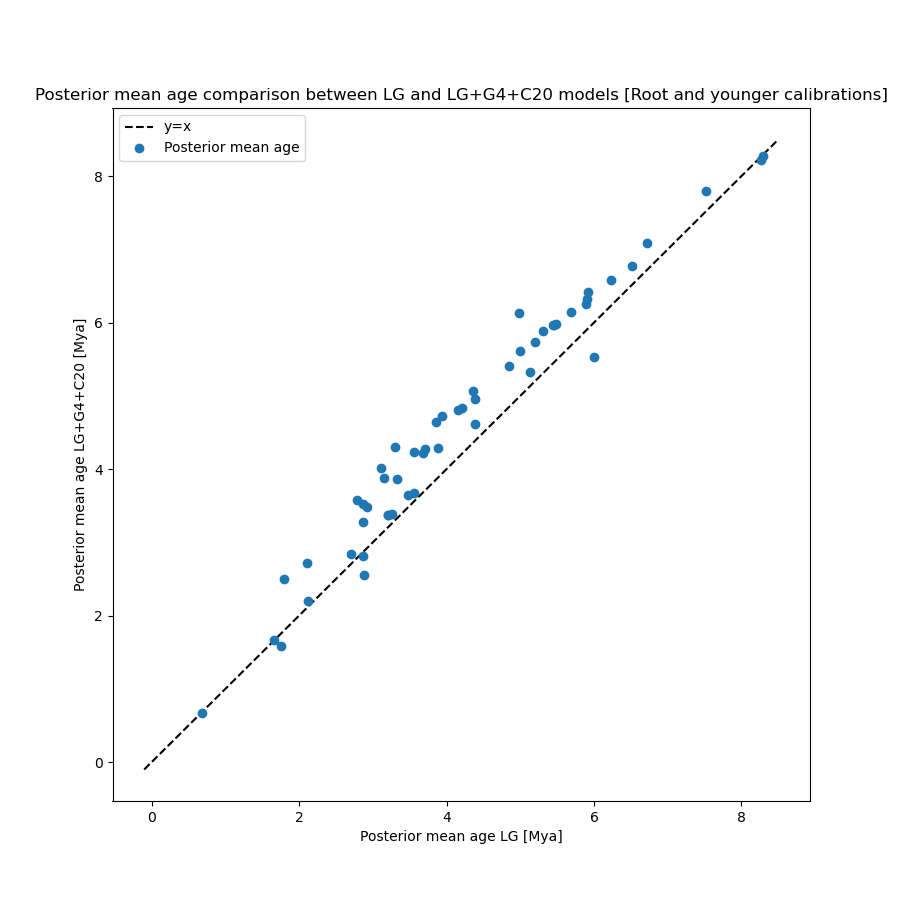 Posterior mean age comparison between LG and LG+G4+C20 models [Root and younger calibrations]
y=x
Posterior mean age
Posterior mean age LG+G4+C20 [Mya]
8
6
4
2
0
0 2 4 6 8
Posterior mean age LG [Mya]